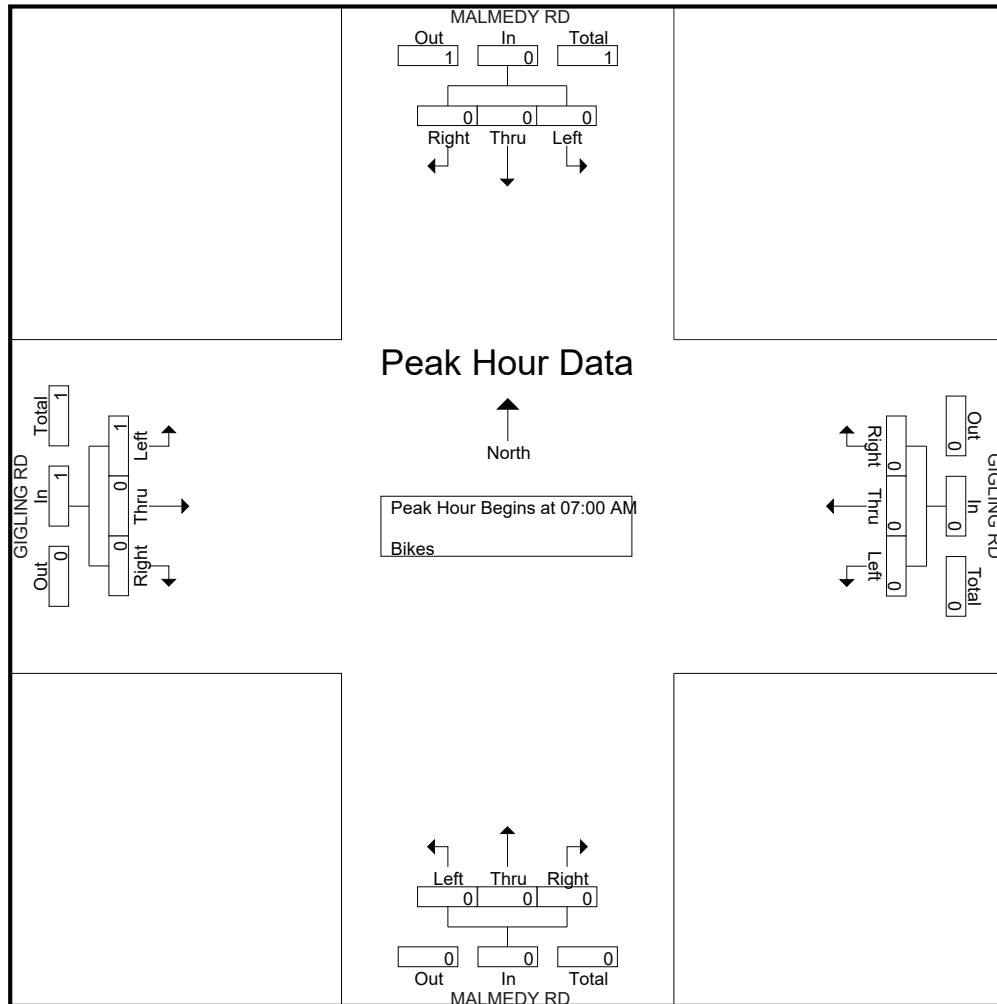 MALMEDY RD
Out In Total
1 0 1
0 0 0
Right Thru Left
Peak Hour Data
North
Peak Hour Begins at 07:00 AM
Bikes
GIGLING RD
Total In Out
1 1 0
1 0 0
Left Thru Right
GIGLING RD
Out In Total
0 0 0
0 0 0
Right Thru Left
Left Thru Right
0 0 0
0 0 0
Out In Total
MALMEDY RD